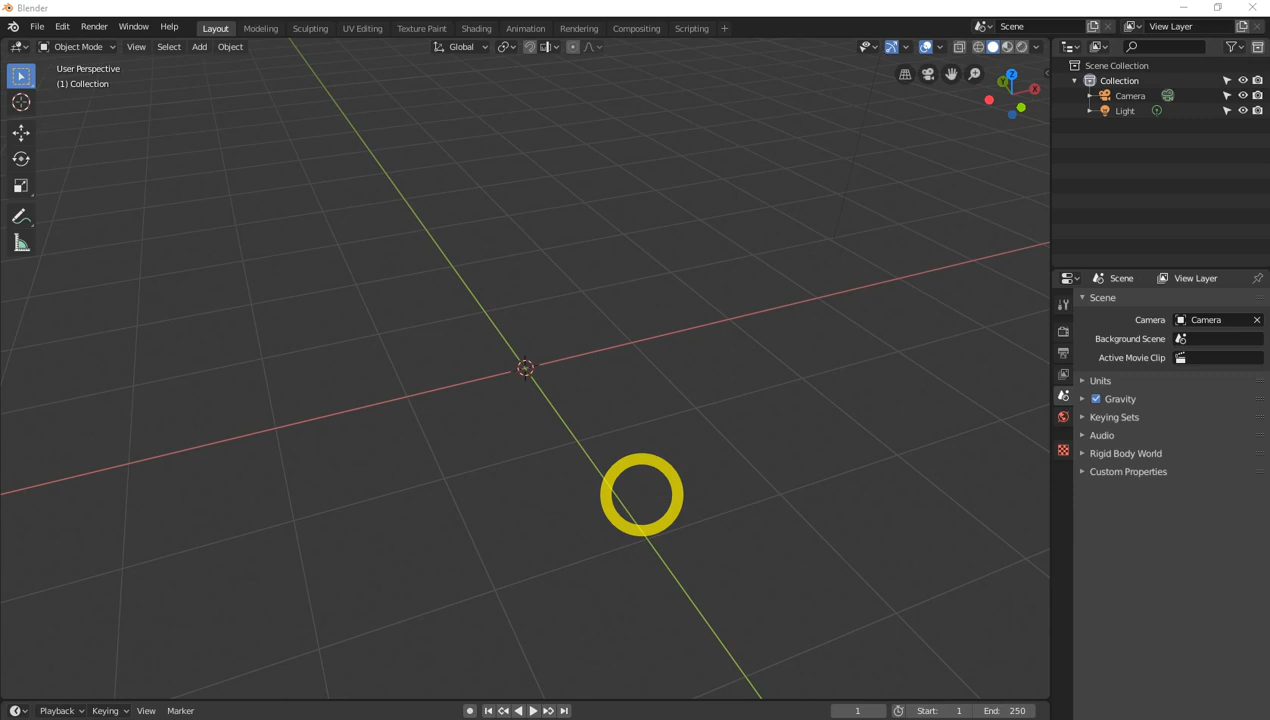 Blender
File Edit Render Window Help Layout Modeling Sculpting UV Editing Texture Paint Shading Animation Rendering Compositing Scripting + Scene View Layer
Object Mode View Select Add Object Global
User Perspective
(1) Collection
X
Y
Z
Scene Collection
Collection
Camera
Light
Scene View Layer
Scene
Camera Camera
Background Scene
Active Movie Clip
Units
Gravity
Keying Sets
Audio
Rigid Body World
Custom Properties
Playback Keying View Marker 1 Start: 1 End: 250